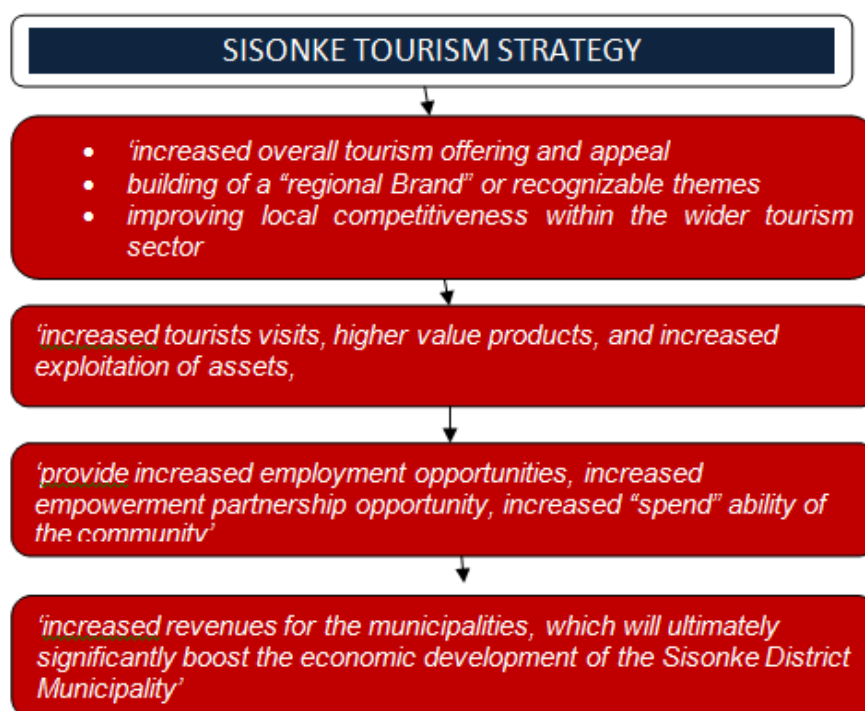 SISONKE TOURISM STRATEGY
• ‘increased overall tourism offering and appeal
• building of a “regional Brand” or recognizable themes
• improving local competitiveness within the wider tourism
sector
‘increased tourists visits, higher value products, and increased
exploitation of assets,
‘provide increased employment opportunities, increased
empowerment partnership opportunity, increased “spend” ability of
the community’
‘increased revenues for the municipalities, which will ultimately
significantly boost the economic development of the Sisonke District
Municipality’